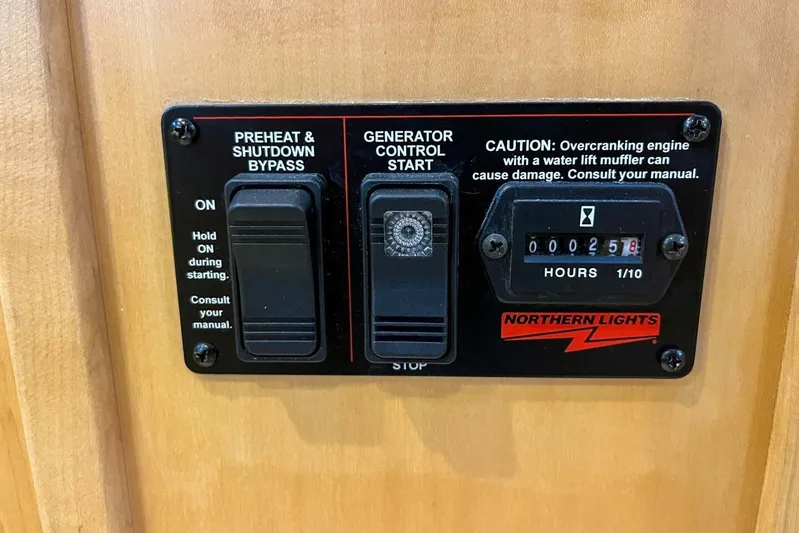 PREHEAT &
SHUTDOWN
BYPASS
ON
Hold
ON
during
starting.
Consult
your
manual.
GENERATOR
CONTROL
START
STOP
CAUTION: Overcranking engine
with a water lift muffler can
cause damage. Consult your manual.
000258
HOURS 1/10
NORTHERN LIGHTS